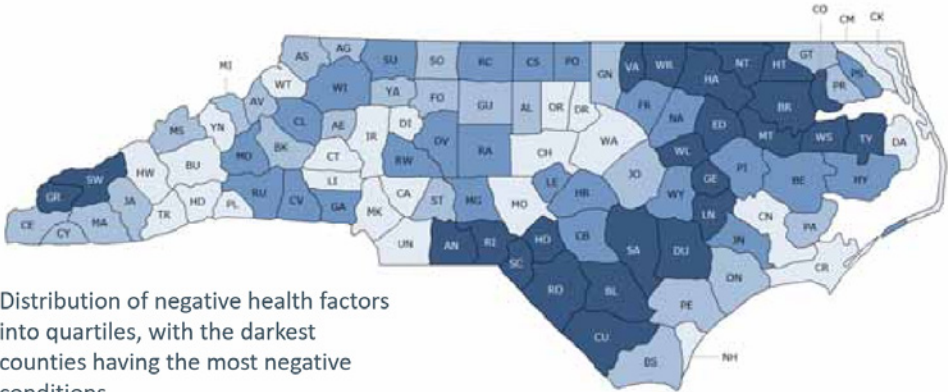 CO CM CK
MI
AS AG SU SO RC CS PO GN VA WR NT HT GT
WT WI YA FO GU AL OR DR FR HA PR PS
AV CL AE DI IR NA BR
MS YN ED MT WS TY DA
MD BK CT DV RA CH WA WL
HW BU RW JO GE PI BE HY
GR SW LI
RU CV GA CA ST MG MO LE HR WY
JA TR HD PL MK LN CN
CE CY MA UN AN RI HD CB SA DU JN PA
SC ON CR
RO BL PE
CU
BS NH
Distribution of negative health factors
into quartiles, with the darkest
counties having the most negative
conditions